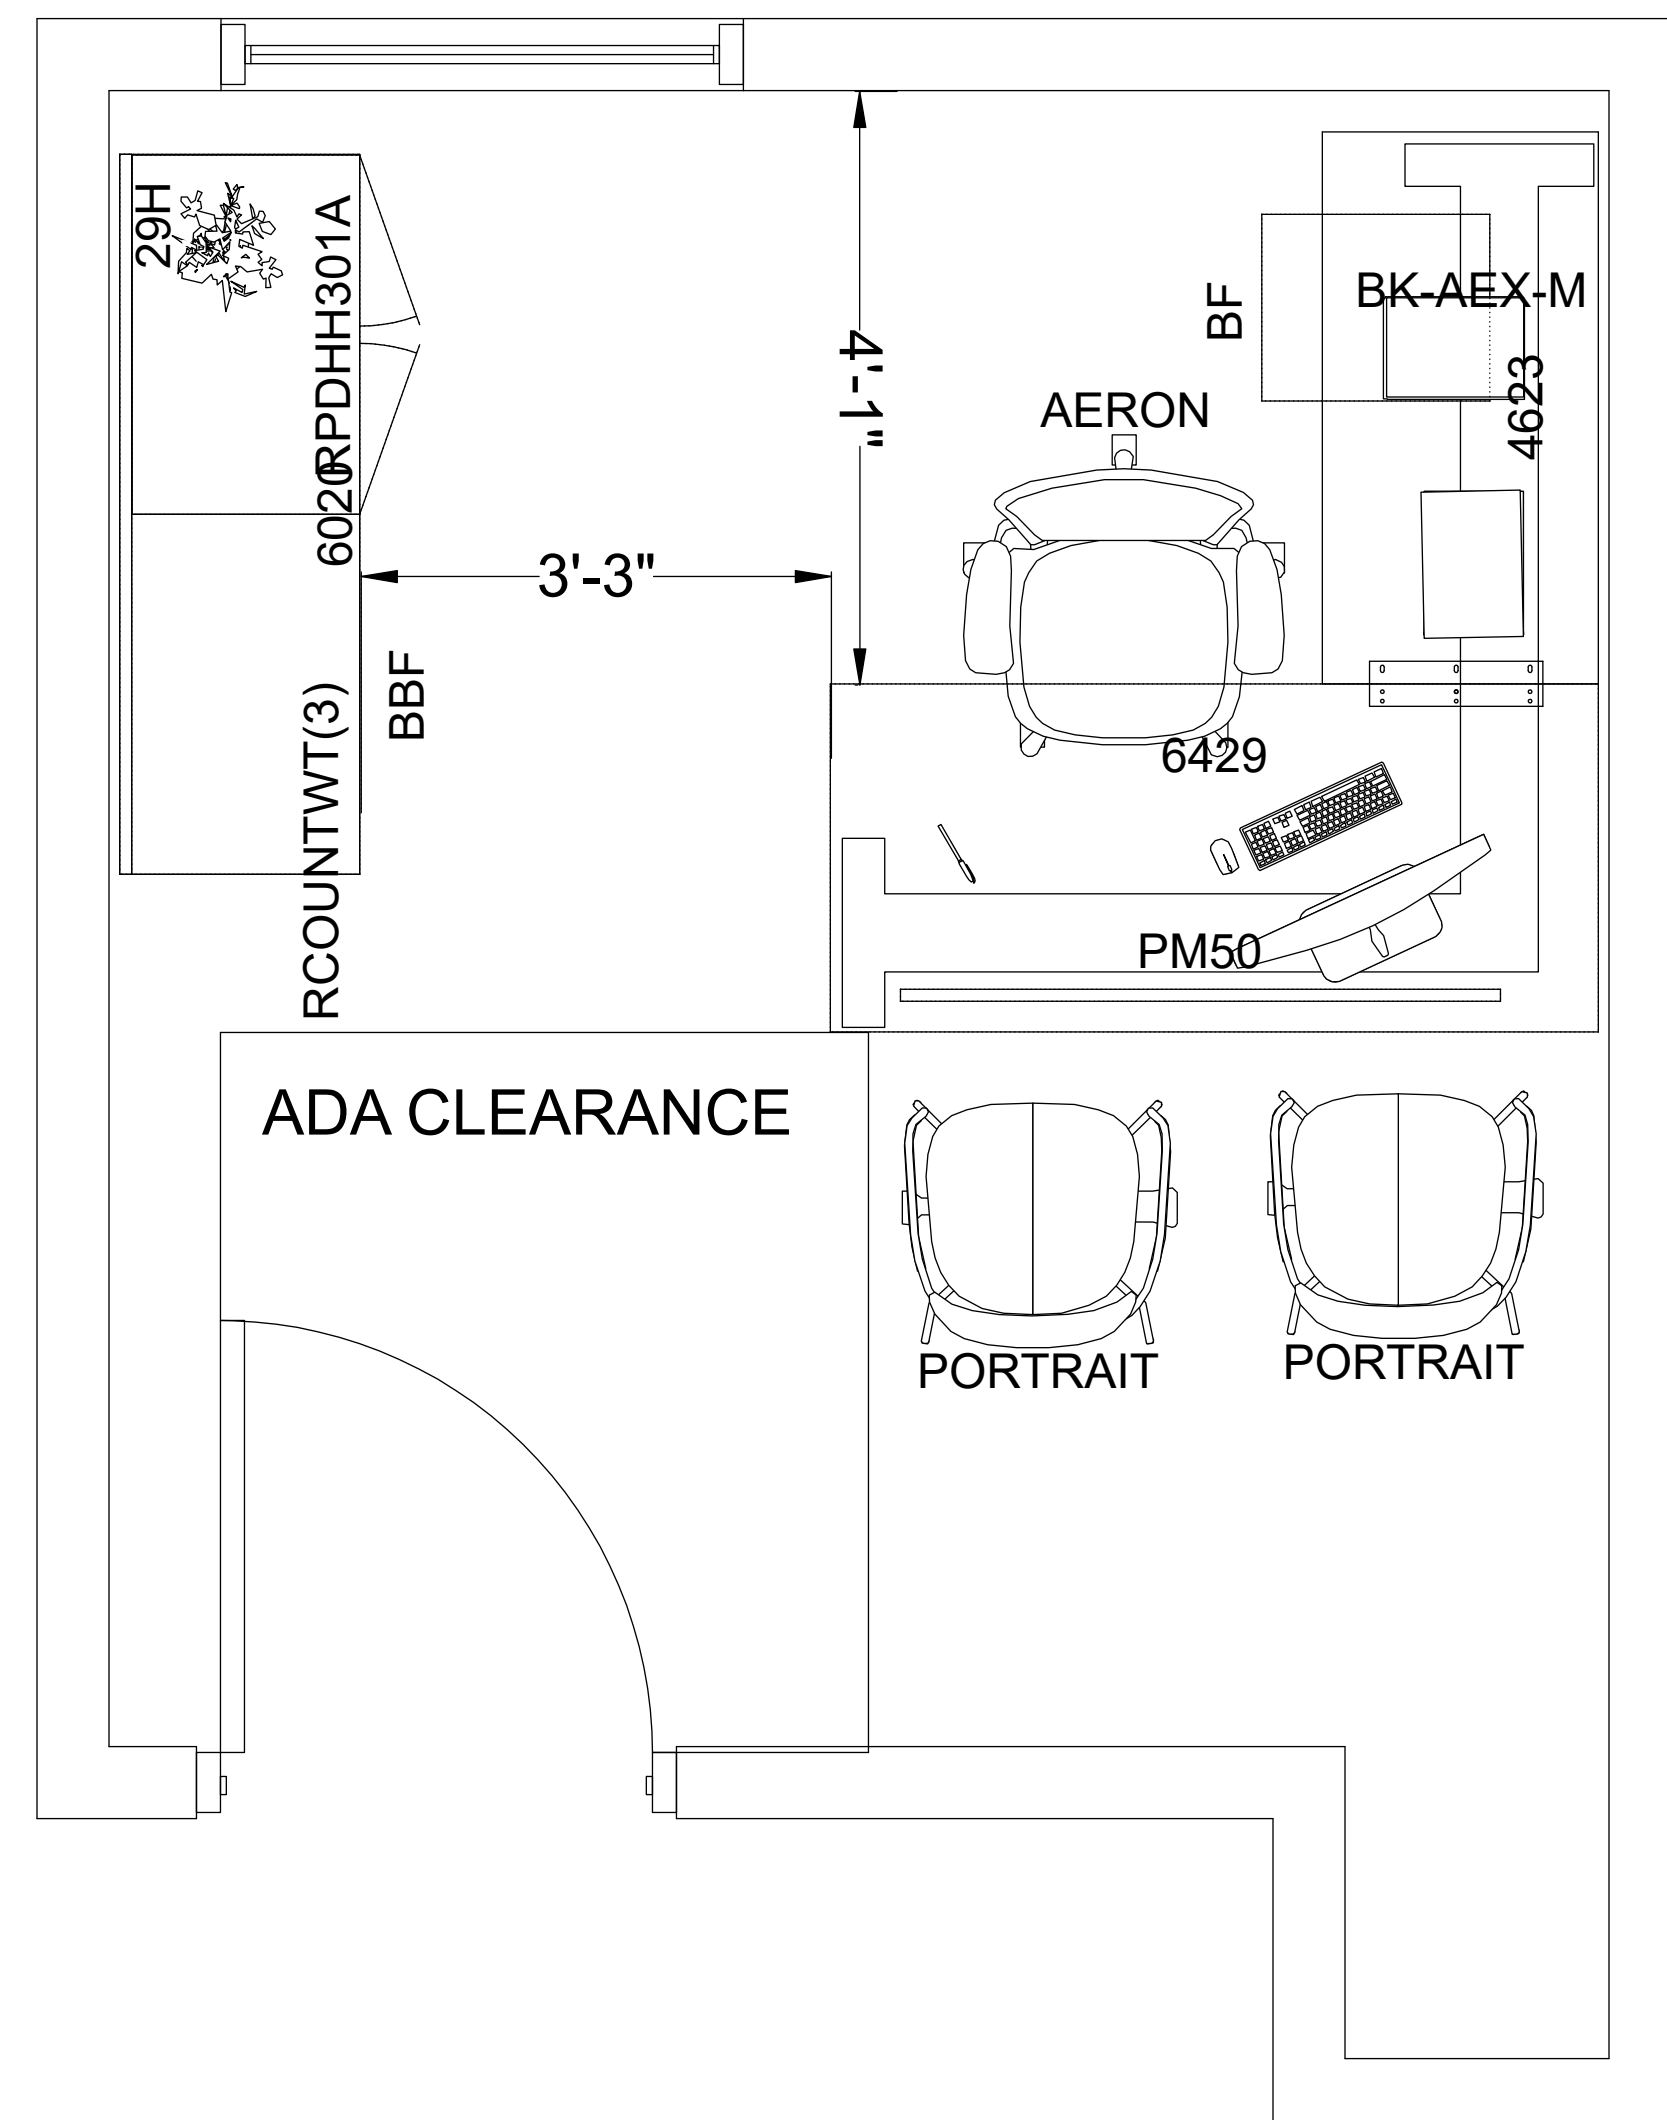 29H
RPDHH301A
6020
RCOUNTWT(3)
BBF
3'-3"
4'-1"
AERON
BF
BK-AEX-M
4623
6429
PM50
ADA CLEARANCE
PORTRAIT
PORTRAIT